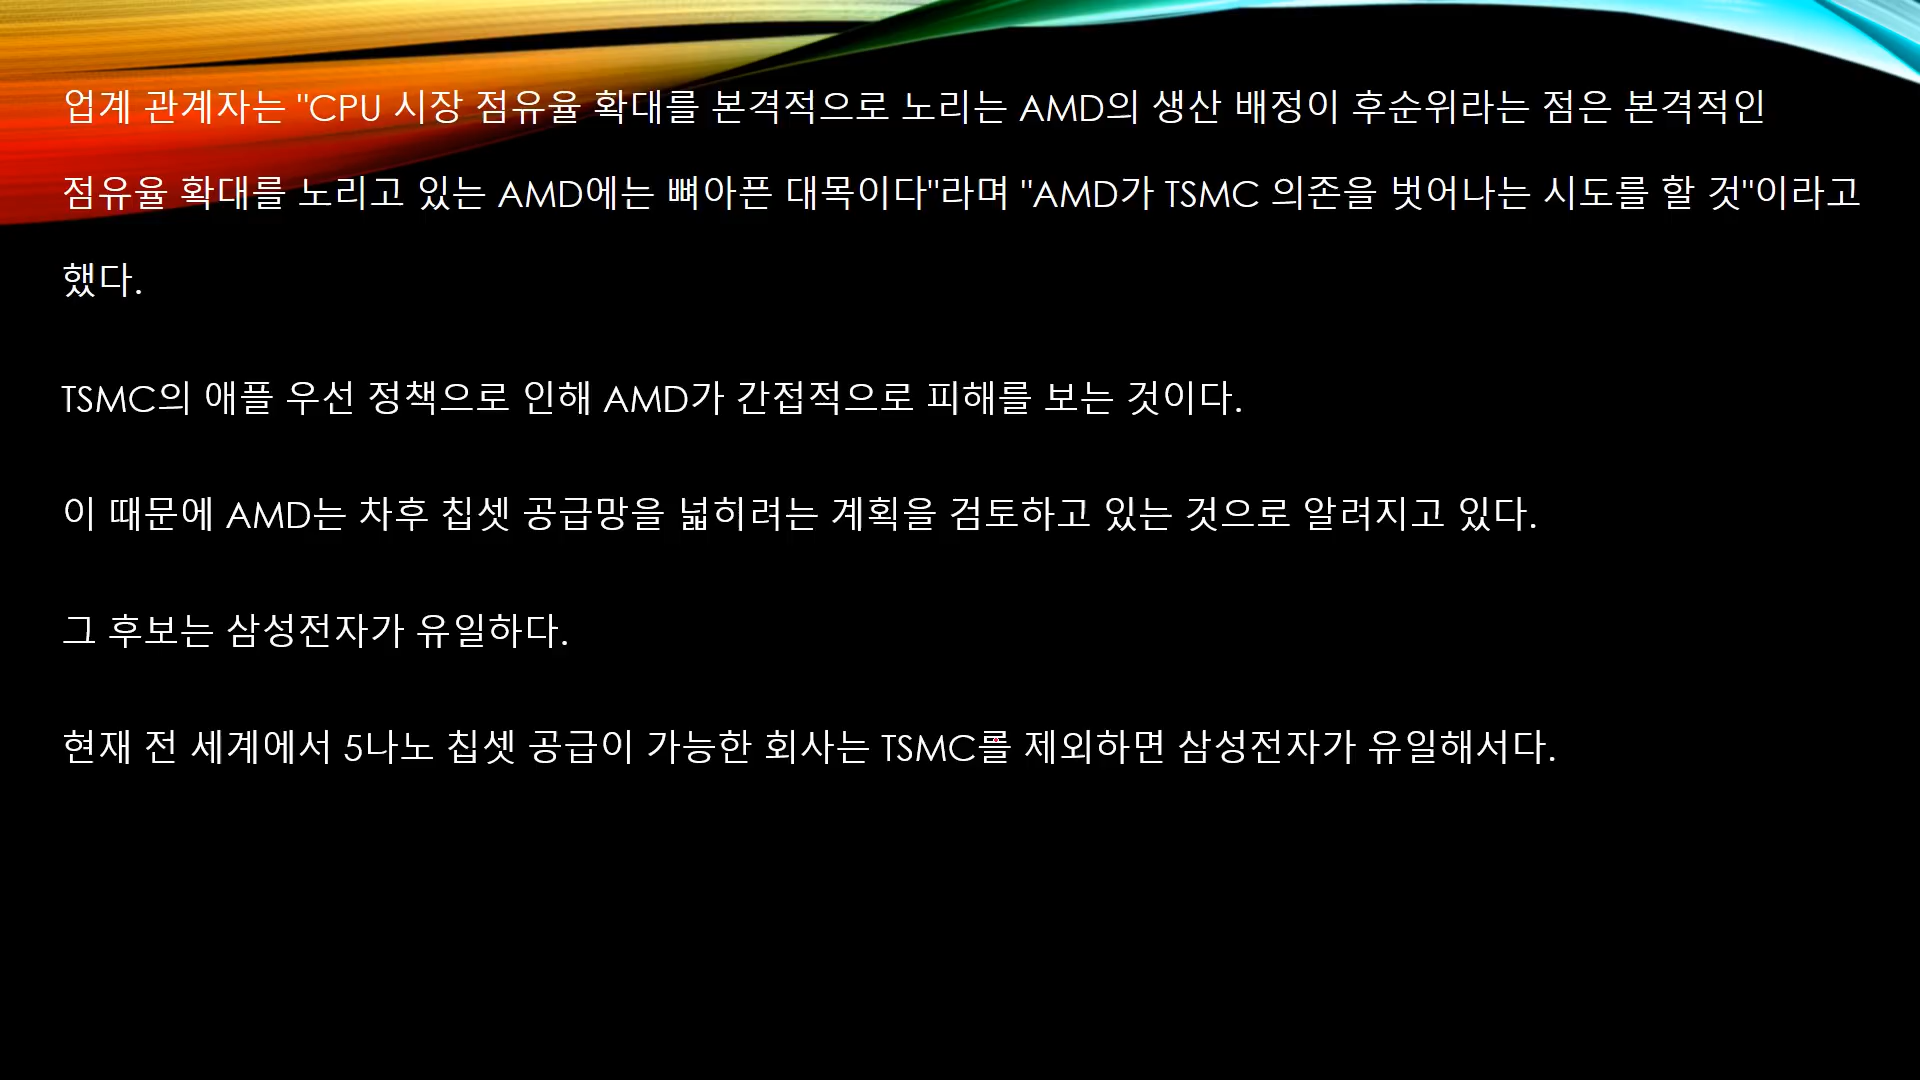 업계 관계자는 "CPU 시장 점유율 확대를 본격적으로 노리는 AMD의 생산 배정이 후순위라는 점은 본격적인
점유율 확대를 노리고 있는 AMD에는 뼈아픈 대목이다"라며 "AMD가 TSMC 의존을 벗어나는 시도를 할 것"이라고
했다.
TSMC의 애플 우선 정책으로 인해 AMD가 간접적으로 피해를 보는 것이다.
이 때문에 AMD는 차후 칩셋 공급망을 넓히려는 계획을 검토하고 있는 것으로 알려지고 있다.
그 후보는 삼성전자가 유일하다.
현재 전 세계에서 5나노 칩셋 공급이 가능한 회사는 TSMC를 제외하면 삼성전자가 유일해서다.